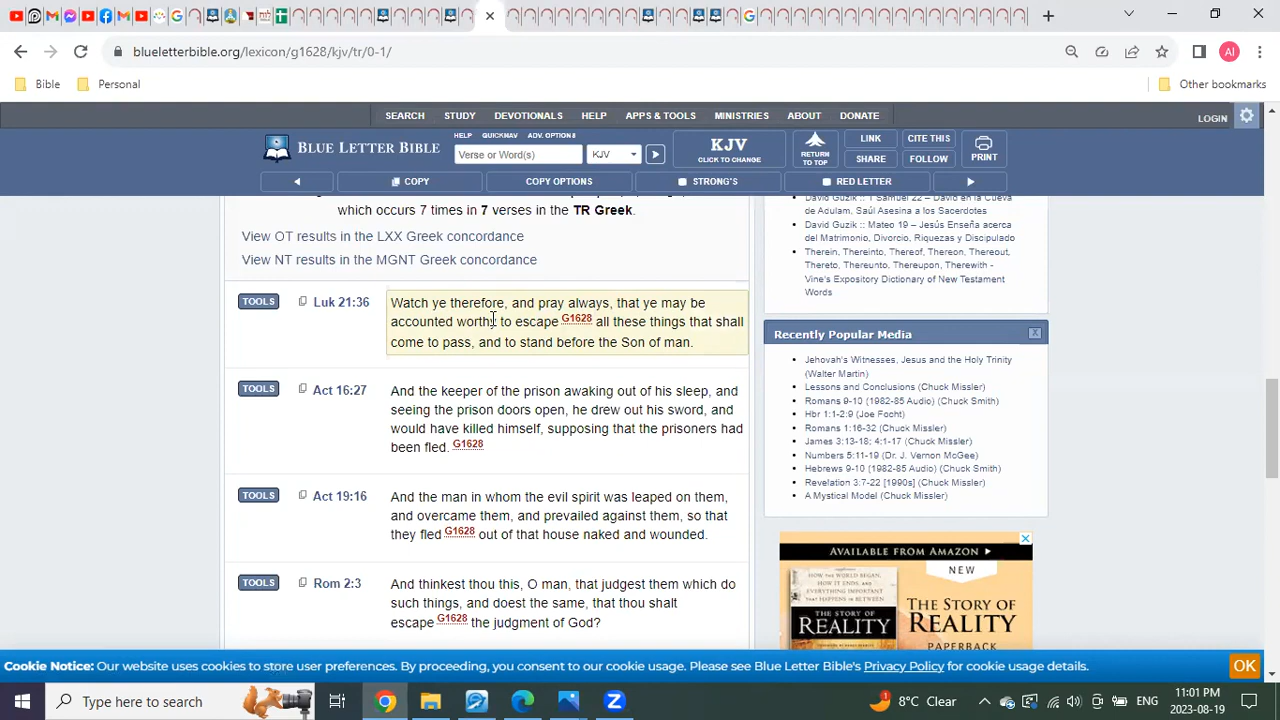 blueletterbible.org/lexicon/g1628/kjv/tr/0-1/
AI
Bible
Personal
Other bookmarks
SEARCH STUDY DEVOTIONALS HELP APPS & TOOLS MINISTRIES ABOUT DONATE
LOGIN
BLUE LETTER BIBLE
HELP QUICKNAV ADV. OPTIONS
Verse or Word(s)
KJV
KJV
CLICK TO CHANGE
RETURN
TO TOP
LINK
CITE THIS
SHARE
FOLLOW
PRINT
COPY
COPY OPTIONS
STRONG'S
RED LETTER
which occurs 7 times in 7 verses in the TR Greek.
View OT results in the LXX Greek concordance
View NT results in the MGNT Greek concordance
TOOLS Luk 21:36
Watch ye therefore, and pray always, that ye may be
accounted worthy to escape G1628 all these things that shall
come to pass, and to stand before the Son of man.
TOOLS Act 16:27
And the keeper of the prison awaking out of his sleep, and
seeing the prison doors open, he drew out his sword, and
would have killed himself, supposing that the prisoners had
been fled. G1628
TOOLS Act 19:16
And the man in whom the evil spirit was leaped on them,
and overcame them, and prevailed against them, so that
they fled G1628 out of that house naked and wounded.
TOOLS Rom 2:3
And thinkest thou this, O man, that judgest them which do
such things, and doest the same, that thou shalt
escape G1628 the judgment of God?
David Guzik :: 1 Samuel 22 – David en la Cueva
de Adulam, Saúl Asesina a los Sacerdotes
David Guzik :: Mateo 19 – Jesús Enseña acerca
del Matrimonio, Divorcio, Riquezas y Discipulado
Therein, Thereinto, Thereof, Thereon, Thereout,
Thereto, Thereunto, Thereupon, Therewith -
Vine's Expository Dictionary of New Testament
Words
Recently Popular Media
Jehovah's Witnesses, Jesus and the Holy Trinity
(Walter Martin)
Lessons and Conclusions (Chuck Missler)
Romans 9-10 (1982-85 Audio) (Chuck Smith)
Hbr 1:1-2:9 (Joe Focht)
Romans 1:16-32 (Chuck Missler)
James 3:13-18; 4:1-17 (Chuck Missler)
Numbers 5:11-19 (Dr. J. Vernon McGee)
Hebrews 9-10 (1982-85 Audio) (Chuck Smith)
Revelation 3:7-22 [1990s] (Chuck Missler)
A Mystical Model (Chuck Missler)
AVAILABLE FROM AMAZON
NEW
THE STORY OF
REALITY
THE STORY OF
REALITY
PAPERBACK
Cookie Notice: Our website uses cookies to store user preferences. By proceeding, you consent to our cookie usage. Please see Blue Letter Bible's Privacy Policy for cookie usage details.
OK
Type here to search
8°C Clear
ENG
11:01 PM
2023-08-19